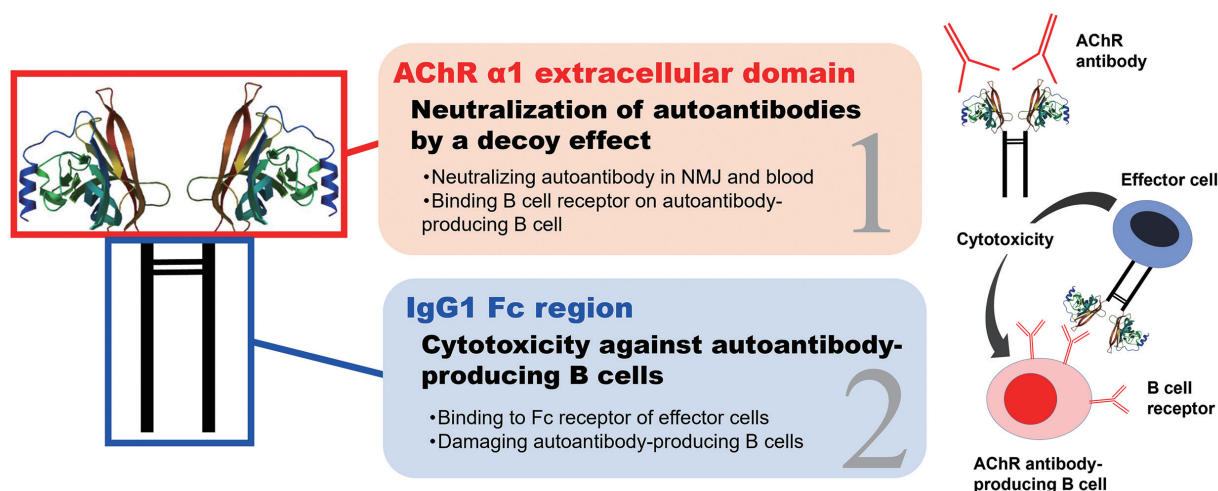 AChR α1 extracellular domain
Neutralization of autoantibodies
by a decoy effect
•Neutralizing autoantibody in NMJ and blood
•Binding B cell receptor on autoantibody-
producing B cell
1
IgG1 Fc region
Cytotoxicity against autoantibody-
producing B cells
•Binding to Fc receptor of effector cells
•Damaging autoantibody-producing B cells
2
AChR
antibody
Effector cell
Cytotoxicity
B cell
receptor
AChR antibody-
producing B cell